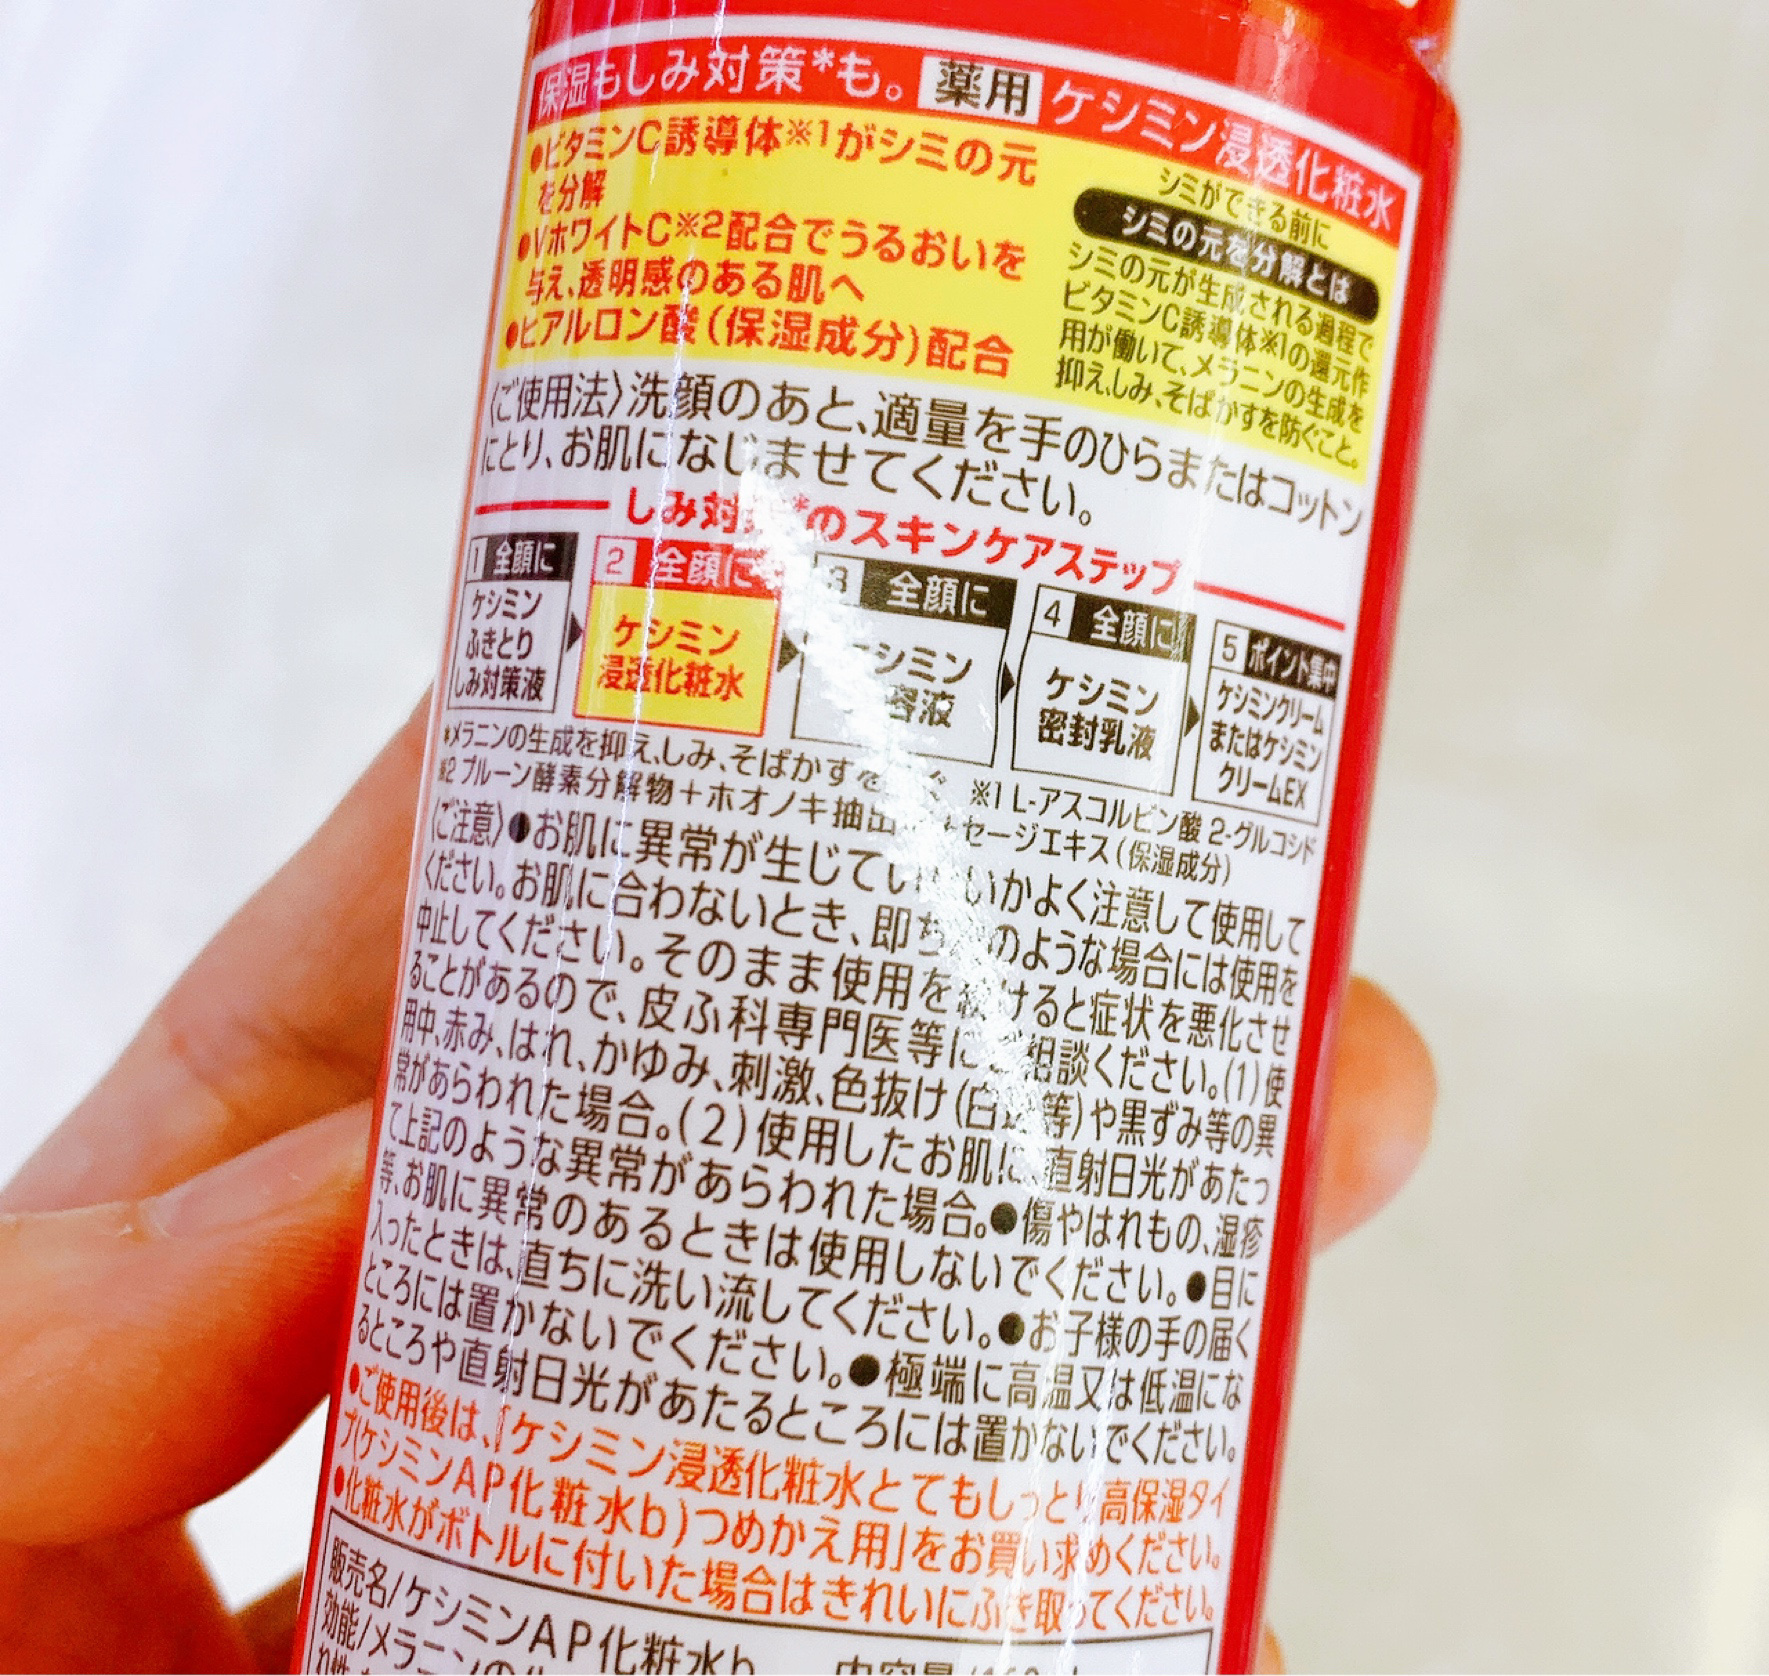 保湿もしみ対策*も。 薬用 ケシミン浸透化粧水
●ビタミンC誘導体※1がシミの元
を分解
●VホワイトC※2配合でうるおいを
与え、透明感のある肌へ
●ヒアルロン酸(保湿成分)配合
シミができる前に
シミの元を分解とは
シミの元が生成される過程で
ビタミンC誘導体※1の還元作
用が働いて、メラニンの生成を
抑え、しみ、そばかすを防ぐこと。
〈ご使用法〉洗顔のあと、適量を手のひらまたはコットン
にとり、お肌になじませてください。
しみ対策*のスキンケアステップ
1 全顔に
ケシミン
ふきとり
しみ対策液
2 全顔に
ケシミン
浸透化粧水
3 全顔に
ケシミン
容液
4 全顔に
ケシミン
密封乳液
5 ポイント集中
ケシミンクリーム
またはケシミン
クリームEX
*メラニンの生成を抑え、しみ、そばかすを ※1 L-アスコルビン酸 2-グルコシド
※2 プルーン酵素分解物+ホオノキ抽出 セージエキス(保湿成分)
〈ご注意〉●お肌に異常が生じていないかよく注意して使用して
ください。お肌に合わないとき、即ち次のような場合には使用を
中止してください。そのまま使用を続けると症状を悪化させ
ることがあるので、皮ふ科専門医等にご相談ください。(1)使
用中、赤み、はれ、かゆみ、刺激、色抜け(白斑等)や黒ずみ等の異
常があらわれた場合。(2)使用したお肌に、直射日光があたっ
て上記のような異常があらわれた場合。●傷やはれもの、湿疹
等、お肌に異常のあるときは使用しないでください。●目に
入ったときは、直ちに洗い流してください。●お子様の手の届く
ところには置かないでください。●極端に高温又は低温にな
るところや直射日光があたるところには置かないでください。
●ご使用後は、「ケシミン浸透化粧水とてもしっとり高保湿タイ
プ(ケシミンAP化粧水b)つめかえ用」をお買い求めください。
●化粧水がボトルに付いた場合はきれいにふき取ってください。
販売名/ケシミンAP化粧水b 内容量/160
効能/メラニンの